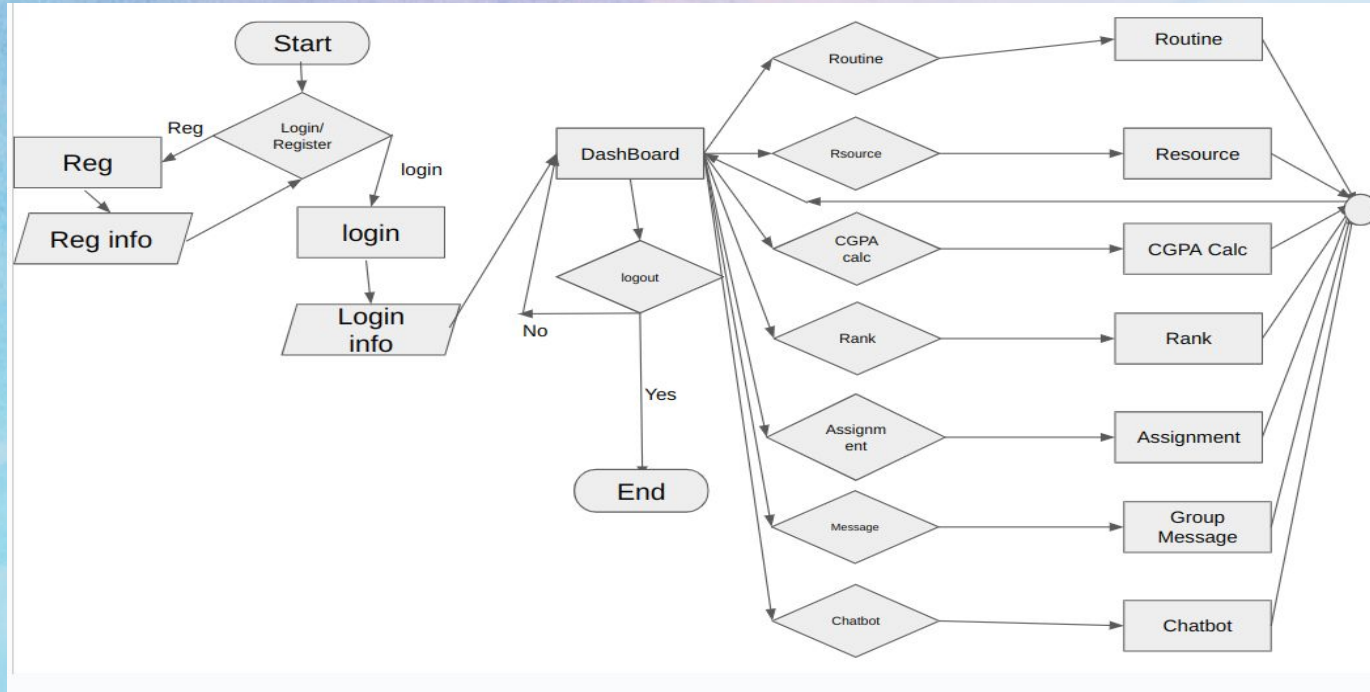 Start
Login/
Register
Reg
login
Reg
Reg info
login
Login
info
DashBoard
logout
No
Yes
End
Routine
Routine
Rsource
Resource
CGPA
calc
CGPA Calc
Rank
Rank
Assignm
ent
Assignment
Message
Group
Message
Chatbot
Chatbot